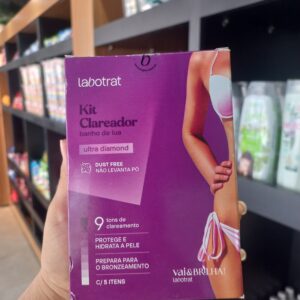 labotrat
Kit
Clareador
banho de lua
ultra diamond
DUST FREE
NÃO LEVANTA PÓ
9 tons de
clareamento
PROTEGE E
HIDRATA A PELE
PREPARA PARA
O BRONZEAMENTO
C/ 5 ITENS
Vai&BRILHA!
labotrat